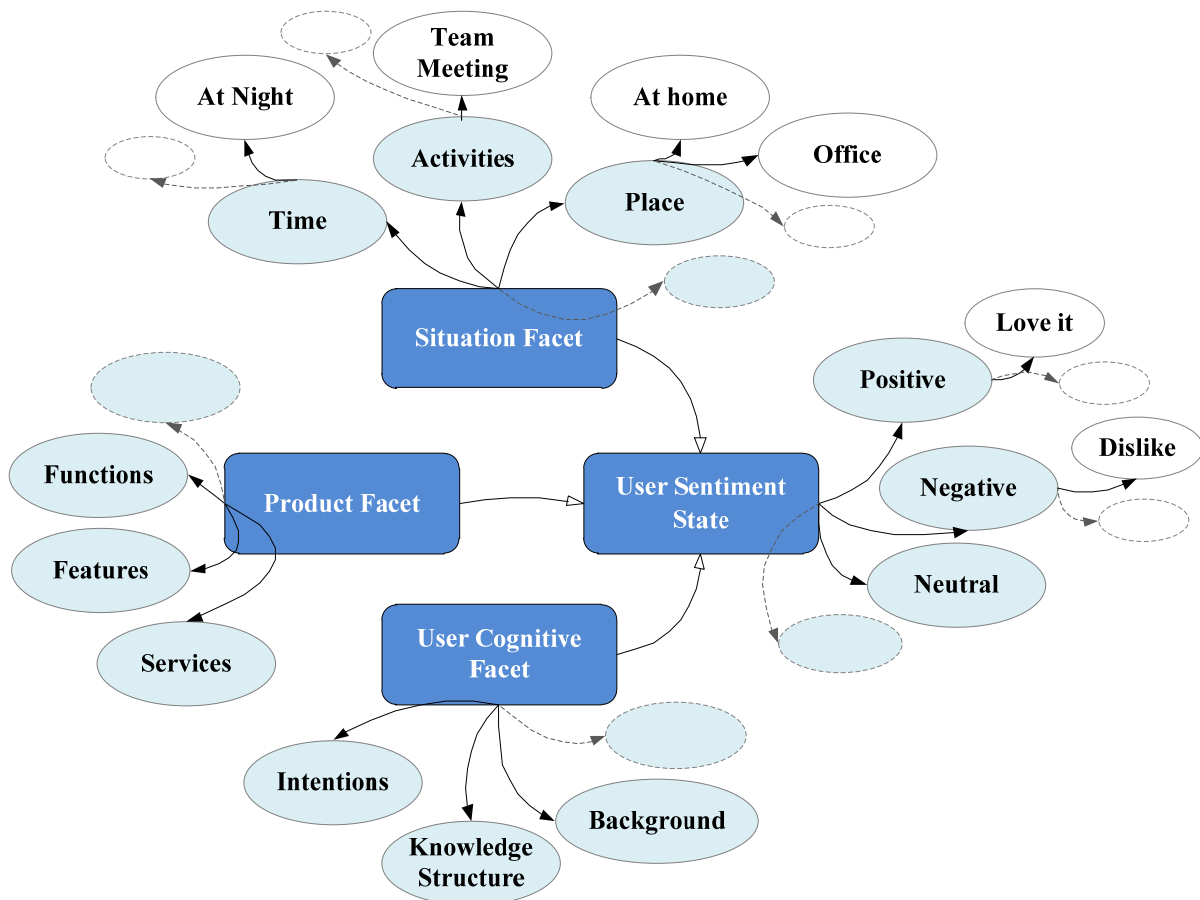 Team
Meeting
At Night
At home
Office
Activities
Place
Time
Situation Facet
Love it
Positive
Dislike
Functions
Negative
Product Facet
User Sentiment
State
Features
Neutral
User Cognitive
Facet
Services
Intentions
Background
Knowledge
Structure